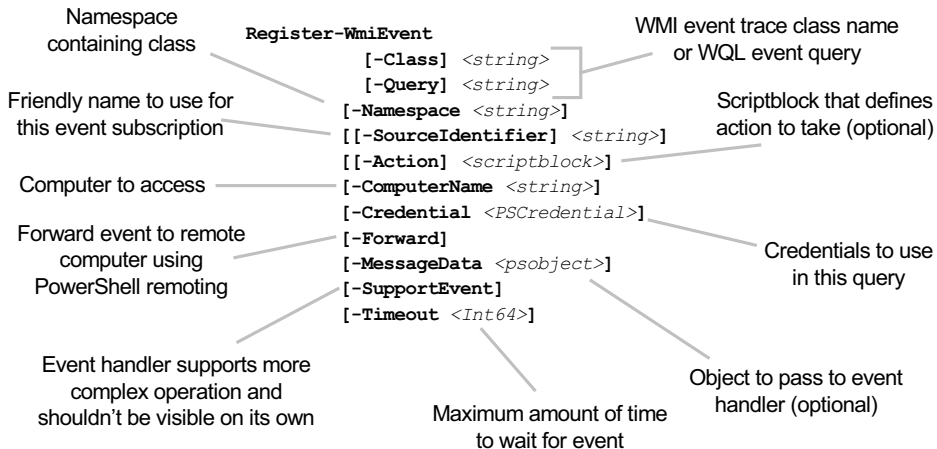 Namespace
containing class
Register-WmiEvent
[-Class] <string>
[-Query] <string>
WMI event trace class name
or WQL event query
Friendly name to use for
this event subscription
[-Namespace <string>]
[[-SourceIdentifier] <string>]
[[-Action] <scriptblock>]
Scriptblock that defines
action to take (optional)
Computer to access
[-ComputerName <string>]
[-Credential <PSCredential>]
Credentials to use
in this query
Forward event to remote
computer using
PowerShell remoting
[-Forward]
[-MessageData <psobject>]
[-SupportEvent]
[-Timeout <Int64>]
Event handler supports more
complex operation and
shouldn't be visible on its own
Maximum amount of time
to wait for event
Object to pass to event
handler (optional)